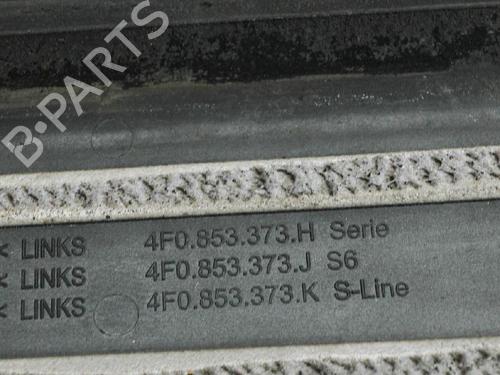 B-PARTS
< LINKS 4F0.853.373.H Serie
< LINKS 4F0.853.373.J S6
< LINKS 4F0.853.373.K S-Line